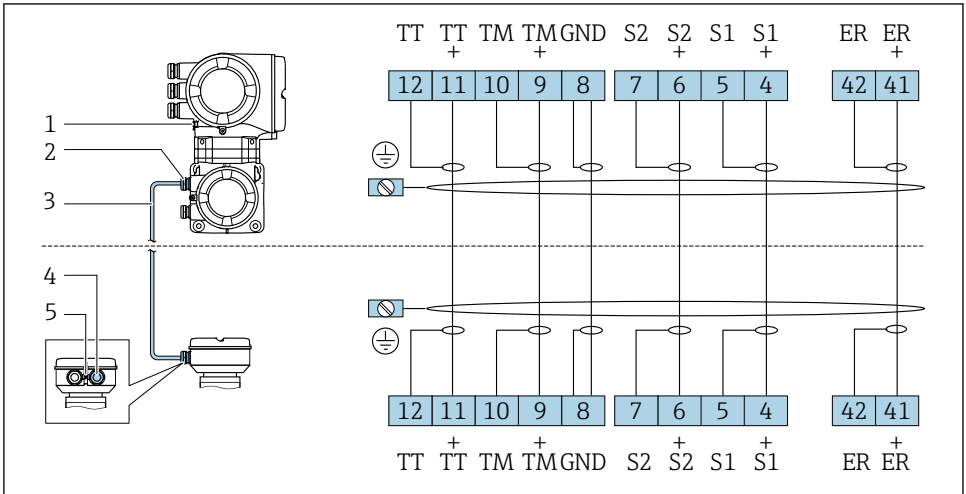 TT TT TM TM GND S2 S2 S1 S1 ER ER
+ + + + +
12 11 10 9 8 7 6 5 4 42 41
1
2
3
4
5
12 11 10 9 8 7 6 5 4 42 41
+ + + + +
TT TT TM TM GND S2 S2 S1 S1 ER ER